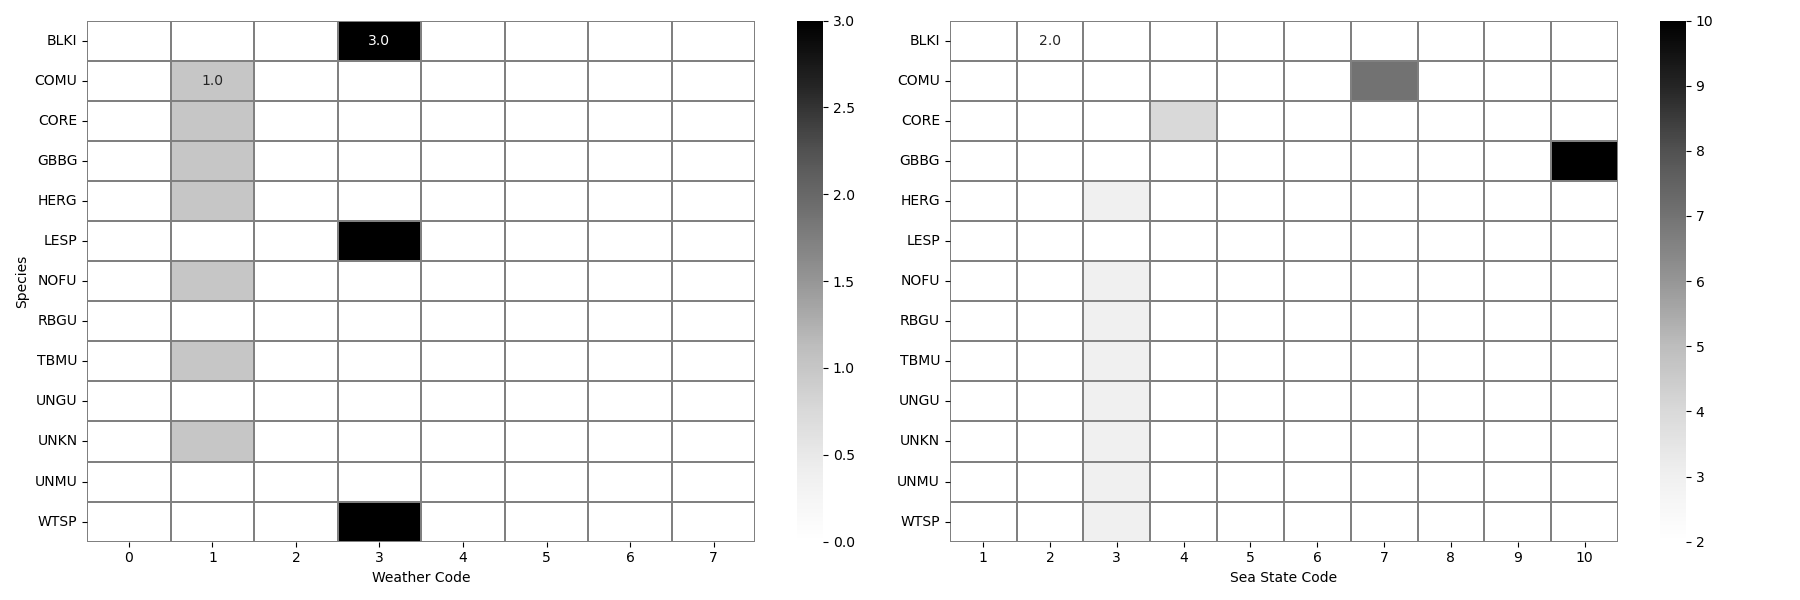 BLKI
COMU
CORE
GBBG
HERG
LESP
NOFU
RBGU
TBMU
UNGU
UNKN
UNMU
WTSP
Species
3.0
1.0
0 1 2 3 4 5 6 7
Weather Code
3.0
2.5
2.0
1.5
1.0
0.5
0.0
BLKI
COMU
CORE
GBBG
HERG
LESP
NOFU
RBGU
TBMU
UNGU
UNKN
UNMU
WTSP
2.0
1 2 3 4 5 6 7 8 9 10
Sea State Code
10
9
8
7
6
5
4
3
2